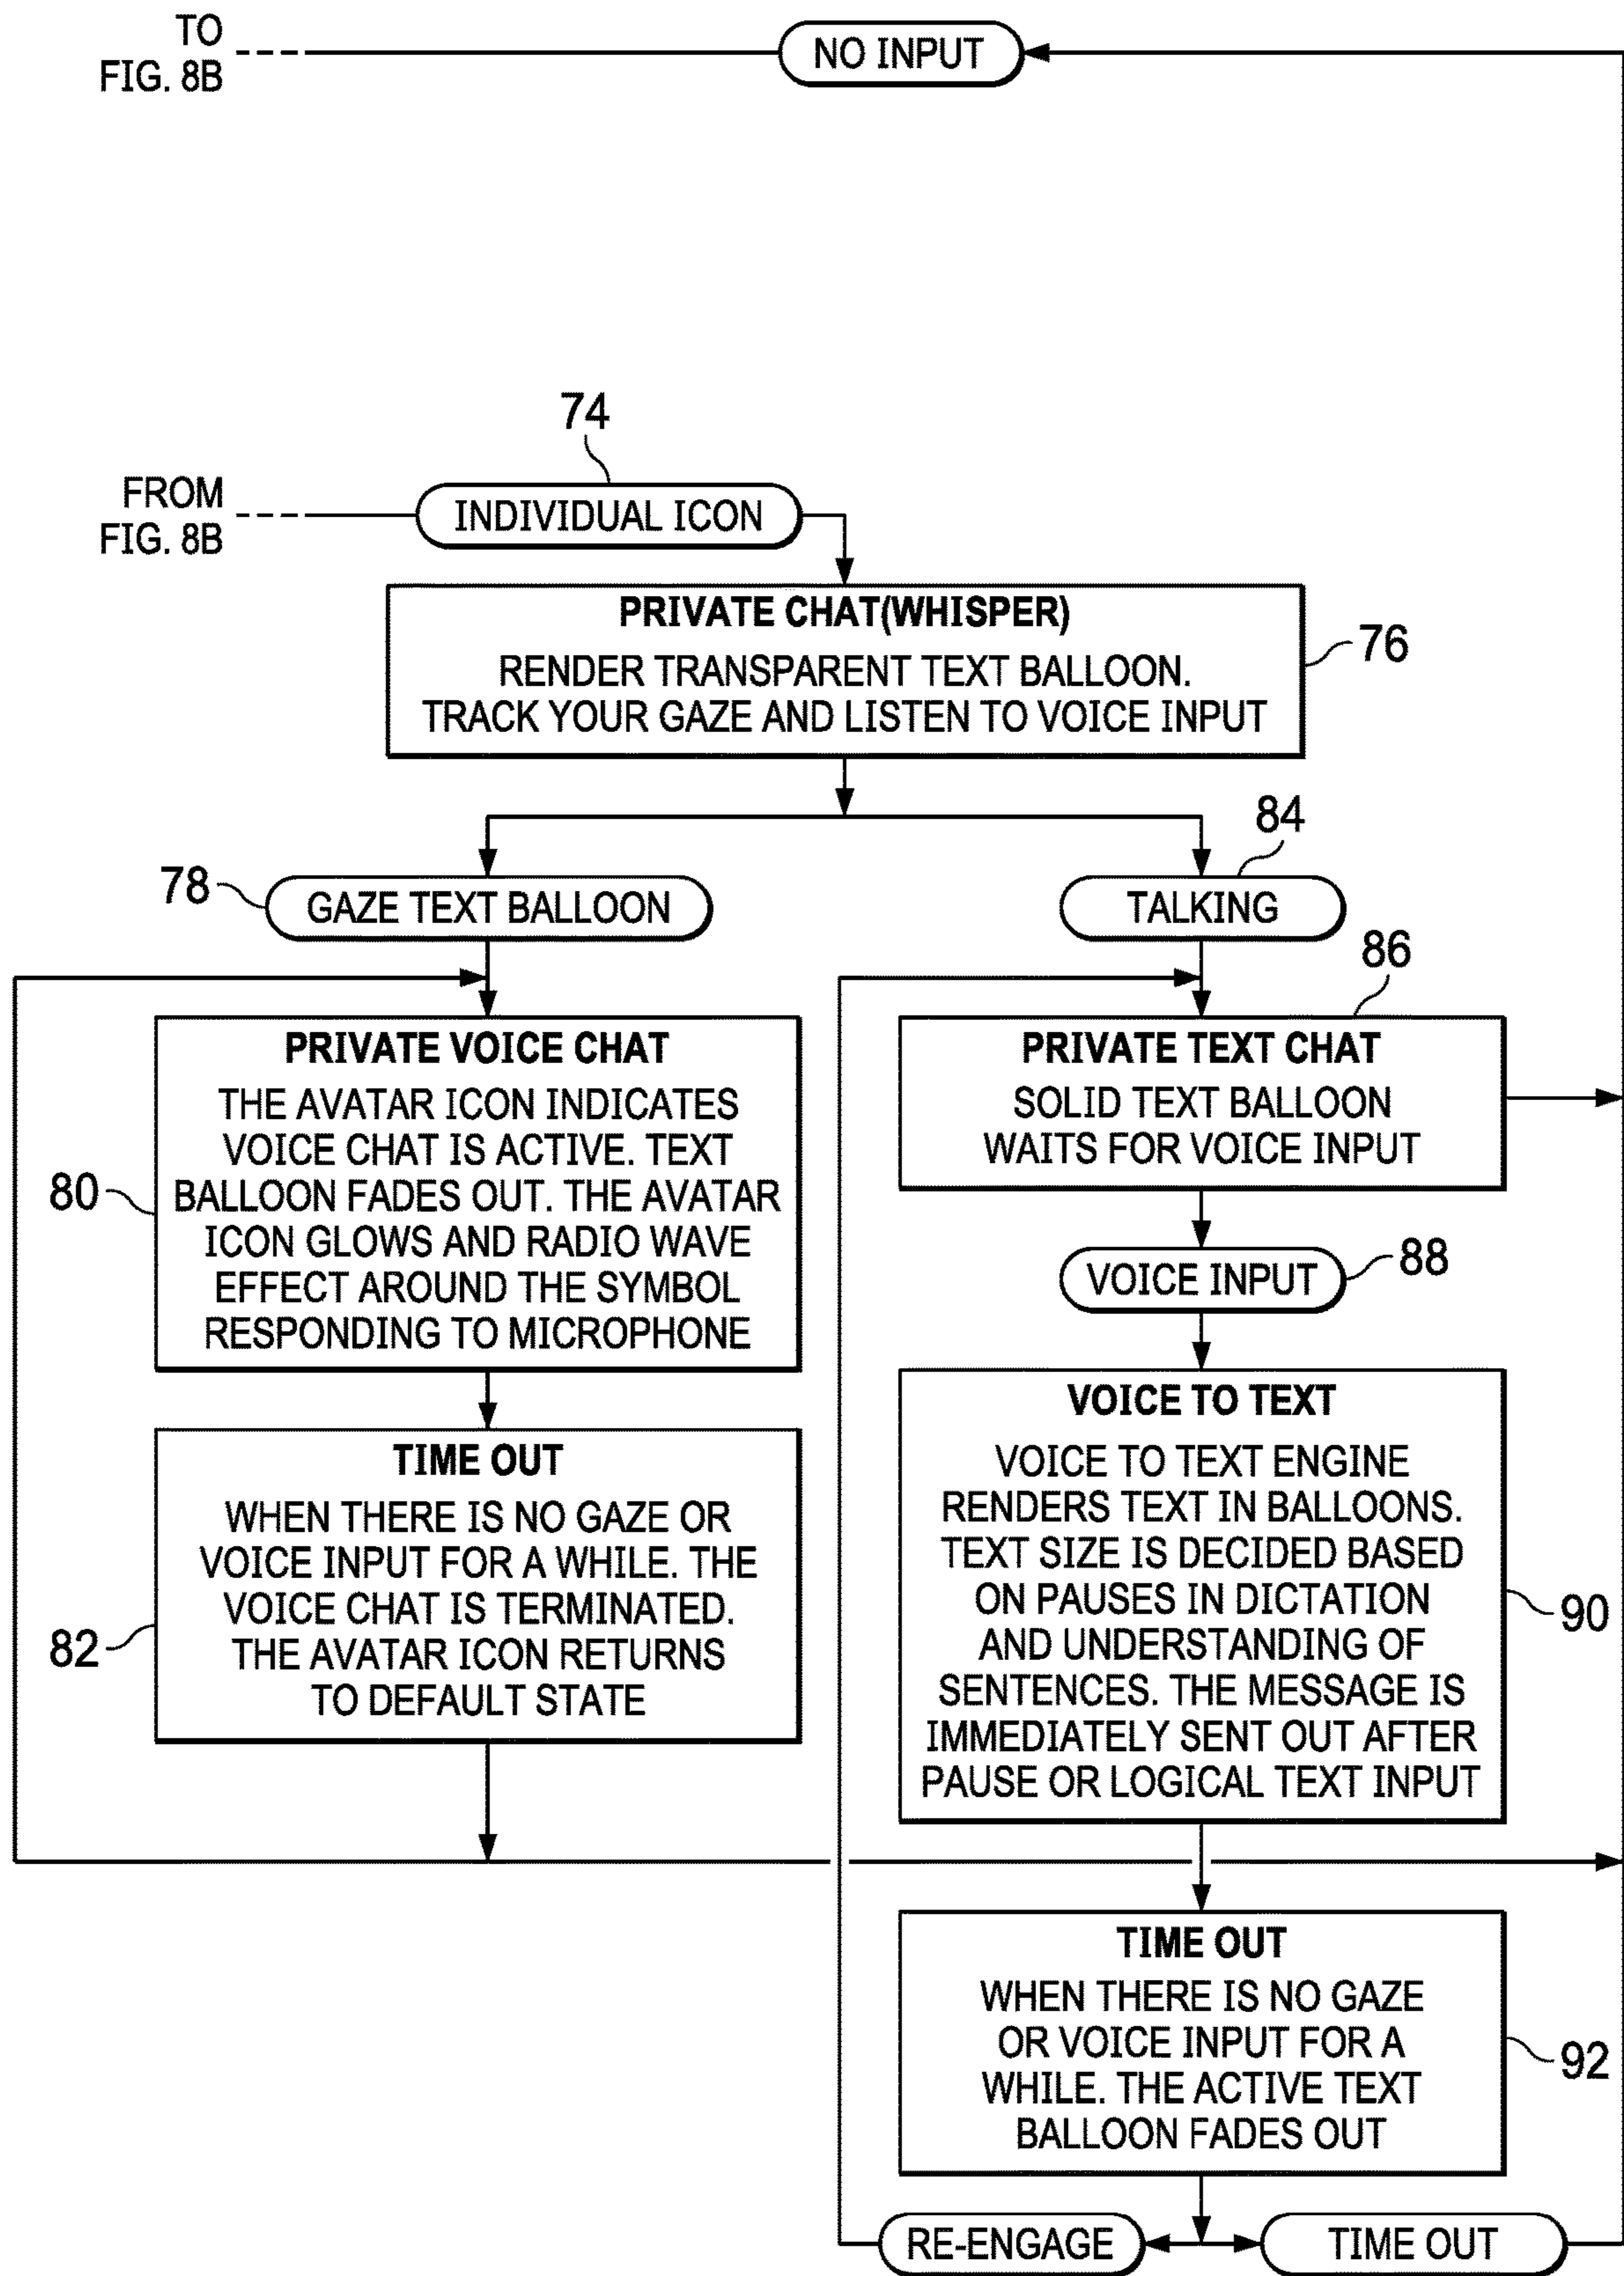 TO
FIG. 8B
NO INPUT
74
FROM
FIG. 8B
INDIVIDUAL ICON
PRIVATE CHAT(WHISPER)
RENDER TRANSPARENT TEXT BALLOON.
TRACK YOUR GAZE AND LISTEN TO VOICE INPUT
76
78
GAZE TEXT BALLOON
84
TALKING
PRIVATE VOICE CHAT
THE AVATAR ICON INDICATES
VOICE CHAT IS ACTIVE. TEXT
BALLOON FADES OUT. THE AVATAR
ICON GLOWS AND RADIO WAVE
EFFECT AROUND THE SYMBOL
RESPONDING TO MICROPHONE
80
86
PRIVATE TEXT CHAT
SOLID TEXT BALLOON
WAITS FOR VOICE INPUT
VOICE INPUT
88
TIME OUT
WHEN THERE IS NO GAZE OR
VOICE INPUT FOR A WHILE. THE
VOICE CHAT IS TERMINATED.
THE AVATAR ICON RETURNS
TO DEFAULT STATE
82
VOICE TO TEXT
VOICE TO TEXT ENGINE
RENDERS TEXT IN BALLOONS.
TEXT SIZE IS DECIDED BASED
ON PAUSES IN DICTATION
AND UNDERSTANDING OF
SENTENCES. THE MESSAGE IS
IMMEDIATELY SENT OUT AFTER
PAUSE OR LOGICAL TEXT INPUT
90
TIME OUT
WHEN THERE IS NO GAZE
OR VOICE INPUT FOR A
WHILE. THE ACTIVE TEXT
BALLOON FADES OUT
92
RE-ENGAGE
TIME OUT